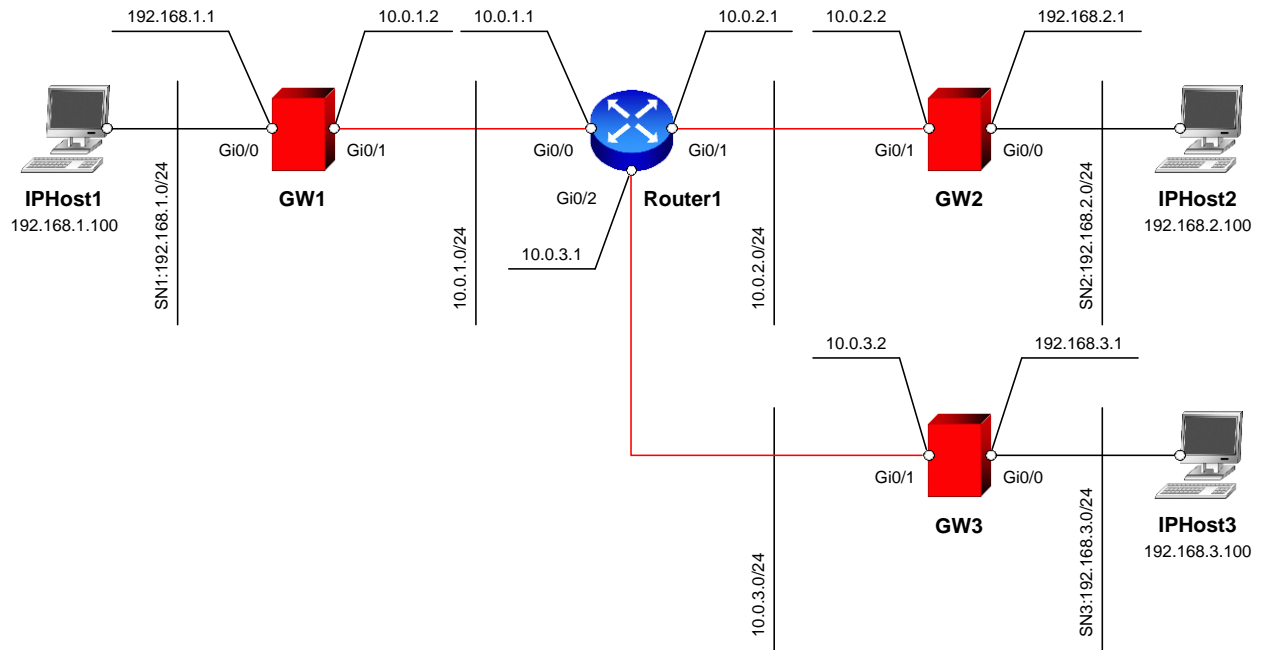 192.168.1.1
10.0.1.2
10.0.1.1
10.0.2.1
10.0.2.2
192.168.2.1
Gi0/0
Gi0/1
Gi0/0
Gi0/1
Gi0/1
Gi0/0
IPHost1
192.168.1.100
GW1
Gi0/2
Router1
GW2
IPHost2
192.168.2.100
10.0.3.1
SN1:192.168.1.0/24
10.0.1.0/24
10.0.2.0/24
SN2:192.168.2.0/24
10.0.3.2
192.168.3.1
Gi0/1
Gi0/0
GW3
IPHost3
192.168.3.100
10.0.3.0/24
SN3:192.168.3.0/24